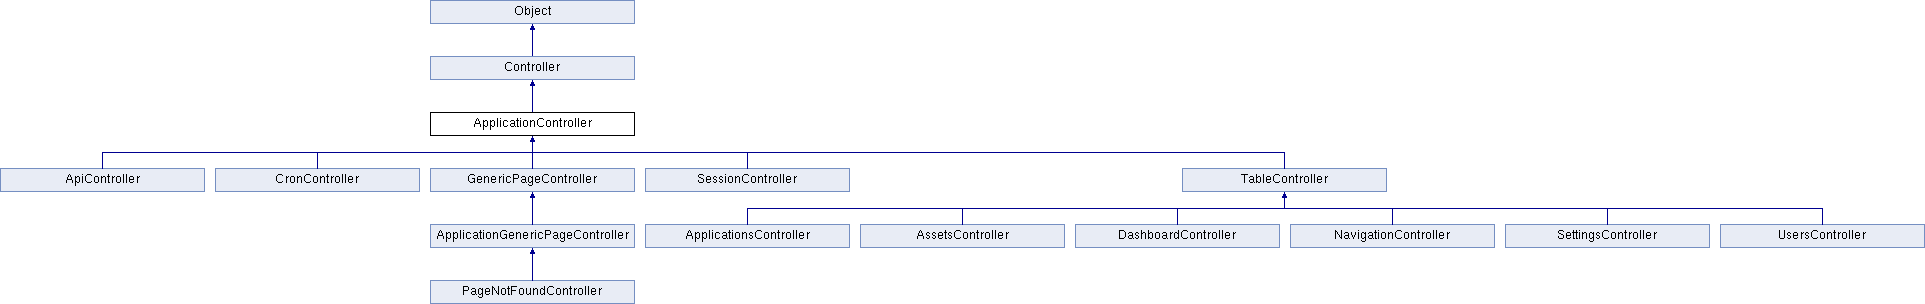 Object
Controller
ApplicationController
ApiController
CronController
GenericPageController
SessionController
TableController
ApplicationGenericPageController
ApplicationsController
AssetsController
DashboardController
NavigationController
SettingsController
UsersController
PageNotFoundController